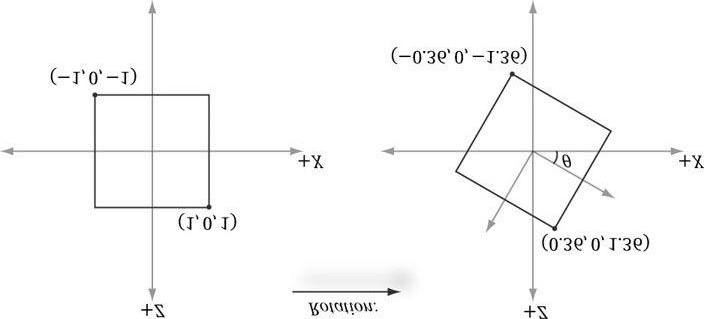 (−1, 0, −1)
+X
(1, 0, 1)
+Z
(−0.36, 0, −1.36)
+X
θ
(0.36, 0, 1.36)
+Z
Rotation: